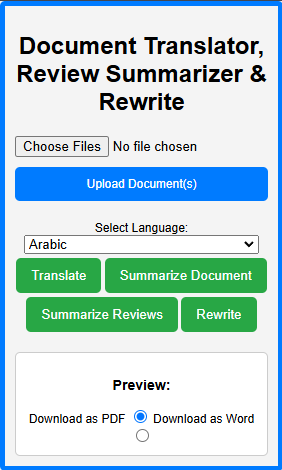 Document Translator,
Review Summarizer &
Rewrite
Choose Files No file chosen
Upload Document(s)
Select Language:
Arabic
Translate Summarize Document
Summarize Reviews Rewrite
Preview:
Download as PDF Download as Word